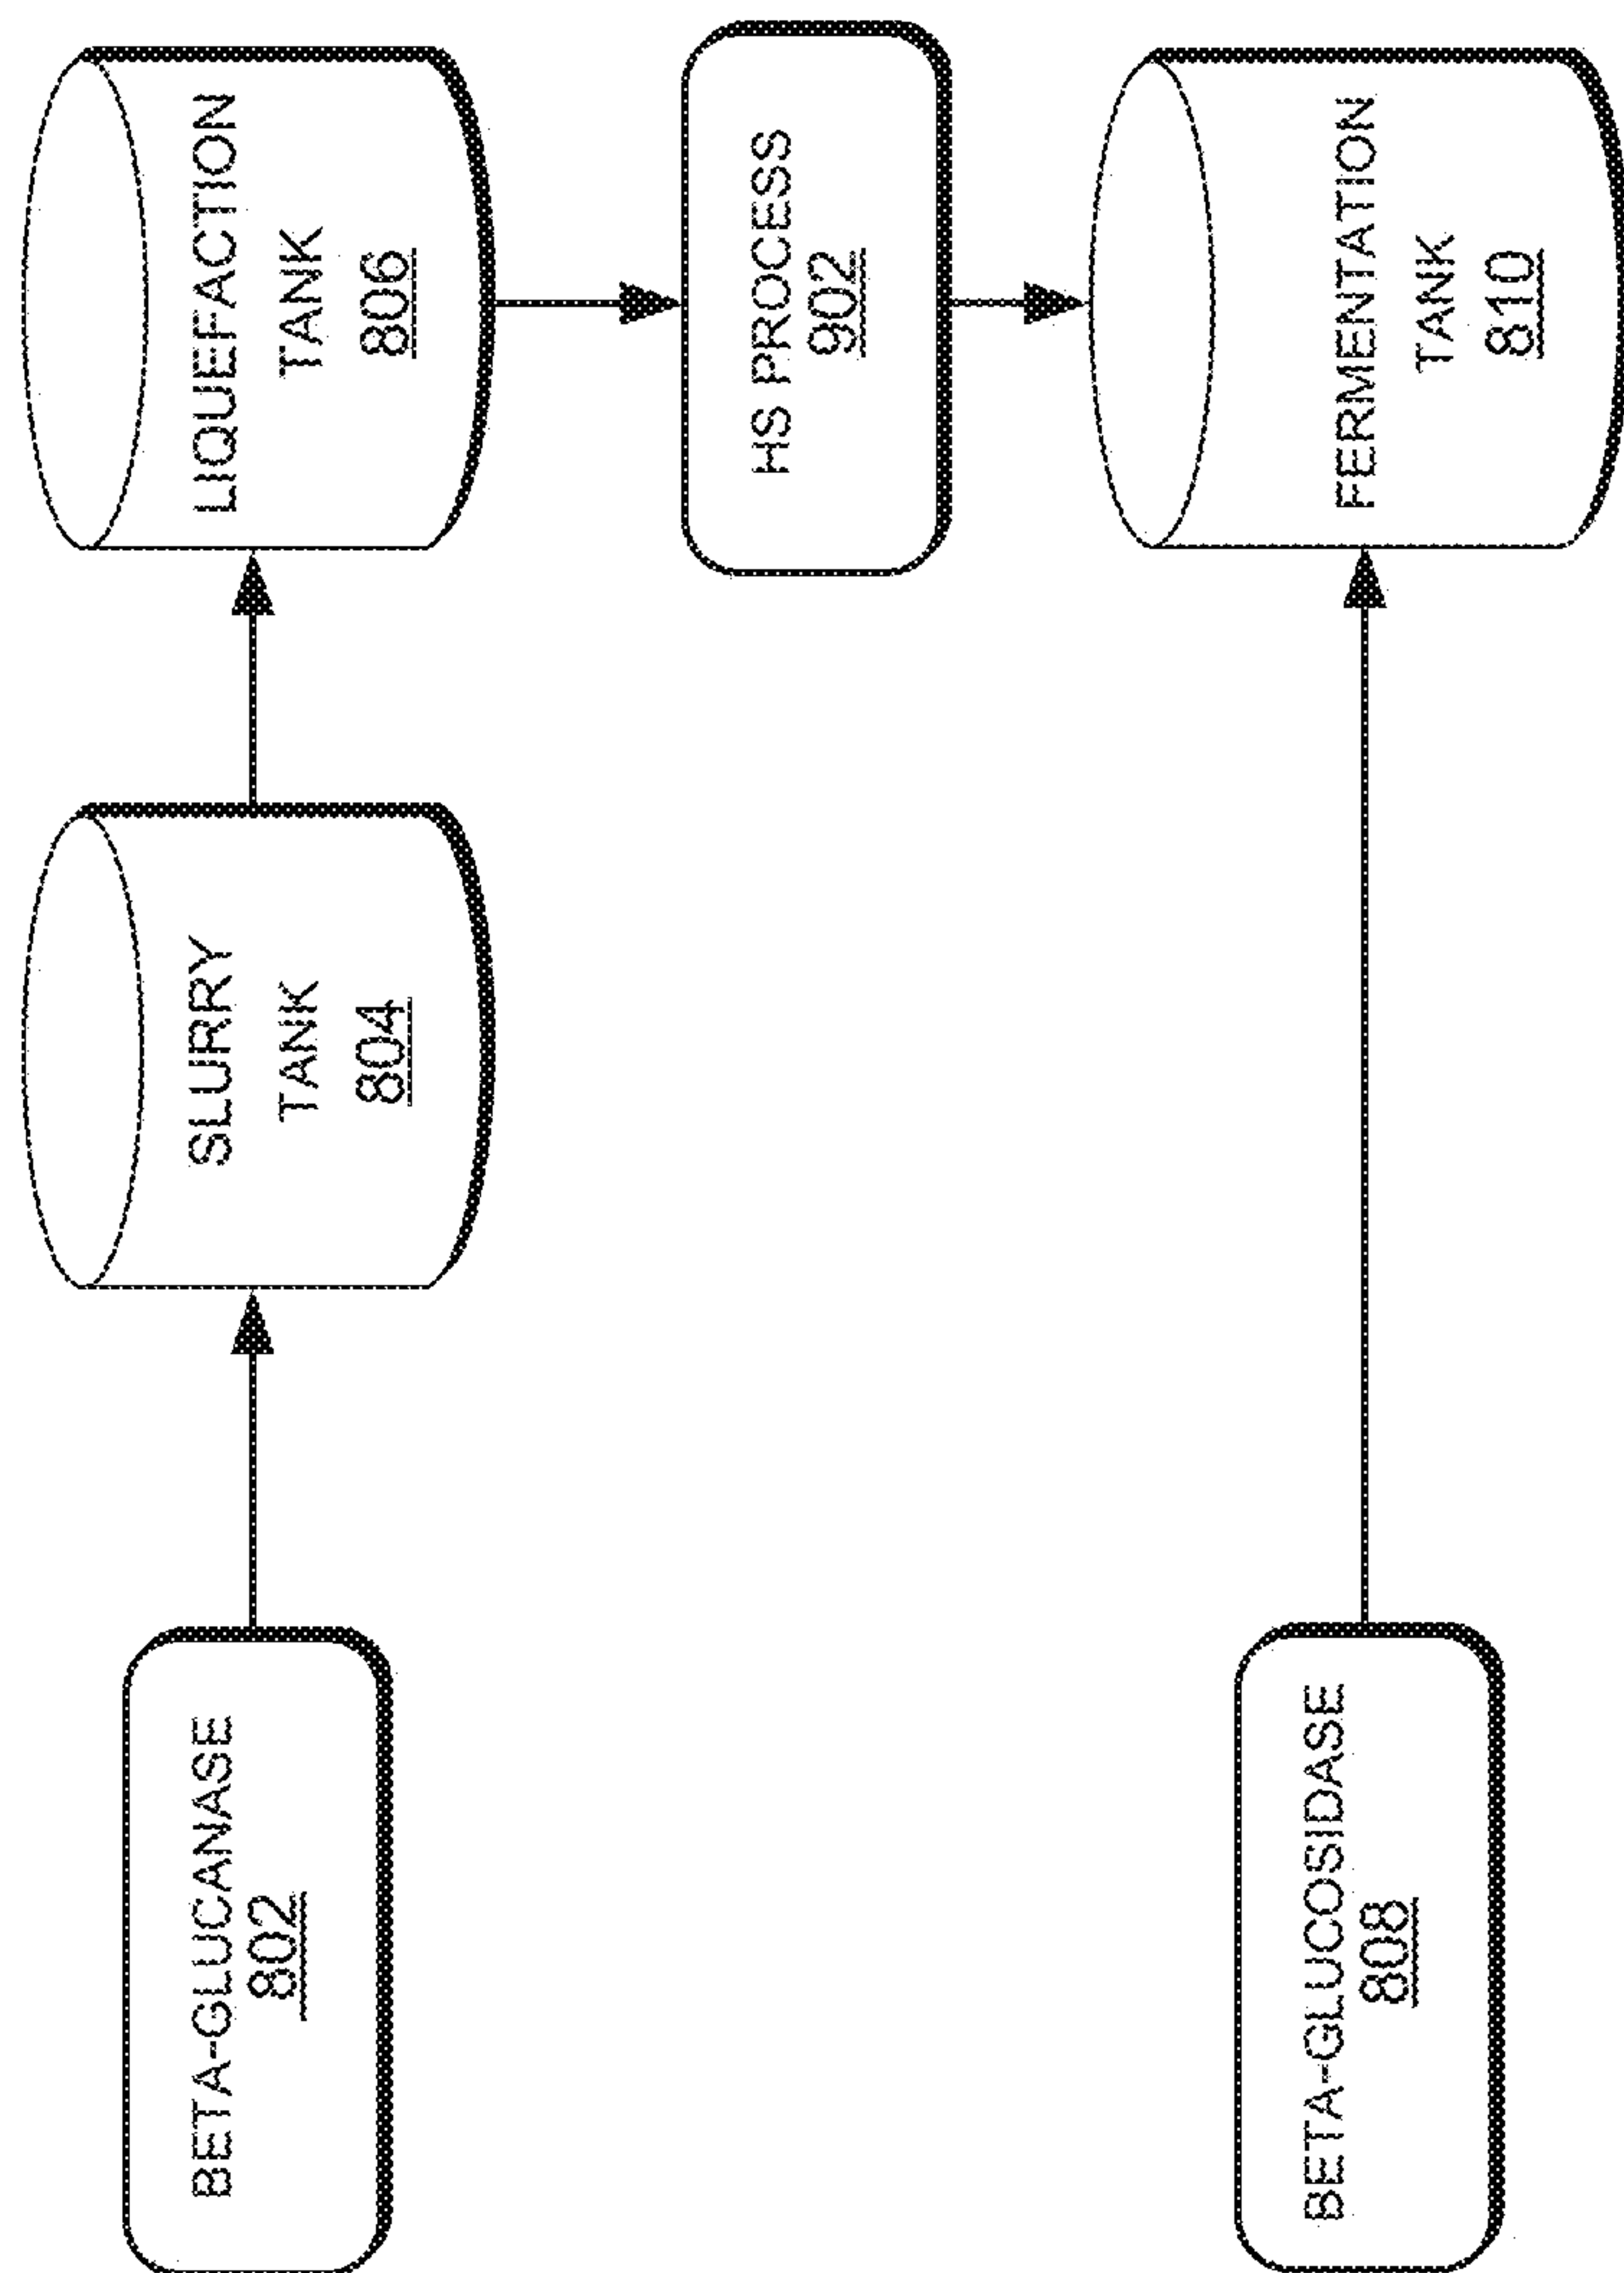 BETA-GLUCANASE
802
SLURRY
TANK
804
LIQUEFACTION
TANK
806
HS PROCESS
902
BETA-GLUCOSIDASE
808
FERMENTATION
TANK
810